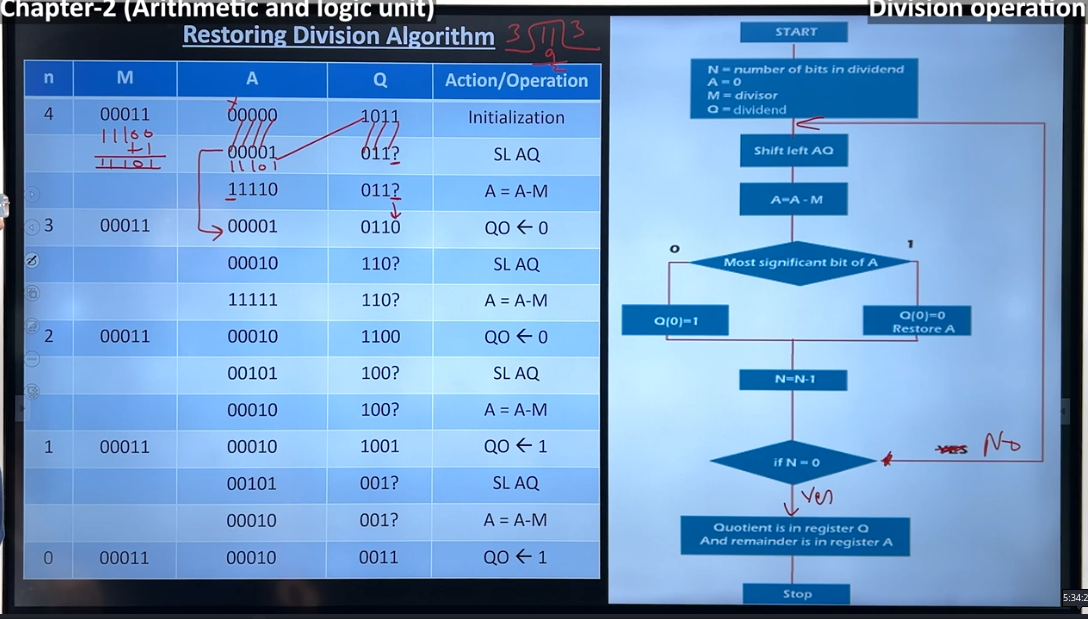 Chapter-2 (Arithmetic and logic unit)
Division operation
Restoring Division Algorithm
3 11 3
9
2
n M A Q Action/Operation
4 00011 00000 1011 Initialization
11100
+1
11101
00001 011? SL AQ
11101
11110 011? A = A-M
3 00011 00001 0110 QO ← 0
00010 110? SL AQ
11111 110? A = A-M
2 00011 00010 1100 QO ← 0
00101 100? SL AQ
00010 100? A = A-M
1 00011 00010 1001 QO ← 1
00101 001? SL AQ
00010 001? A = A-M
0 00011 00010 0011 QO ← 1
START
N = number of bits in dividend
A = 0
M = divisor
Q = dividend
Shift left AQ
A=A - M
0
1
Most significant bit of A
Q(0)=1
Q(0)=0
Restore A
N=N-1
if N = 0
YES No
Yes
Quotient is in register Q
And remainder is in register A
Stop
5:34:2